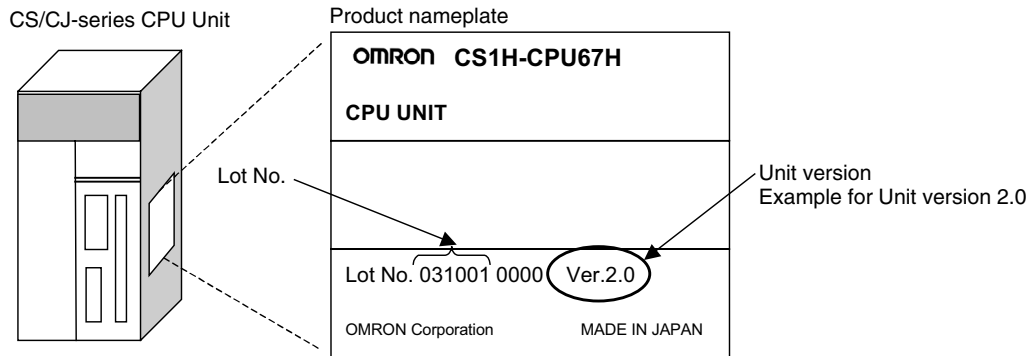 CS/CJ-series CPU Unit
Product nameplate
OMRON CS1H-CPU67H
CPU UNIT
Lot No.
Unit version
Example for Unit version 2.0
Lot No. 031001 0000 Ver.2.0
OMRON Corporation MADE IN JAPAN